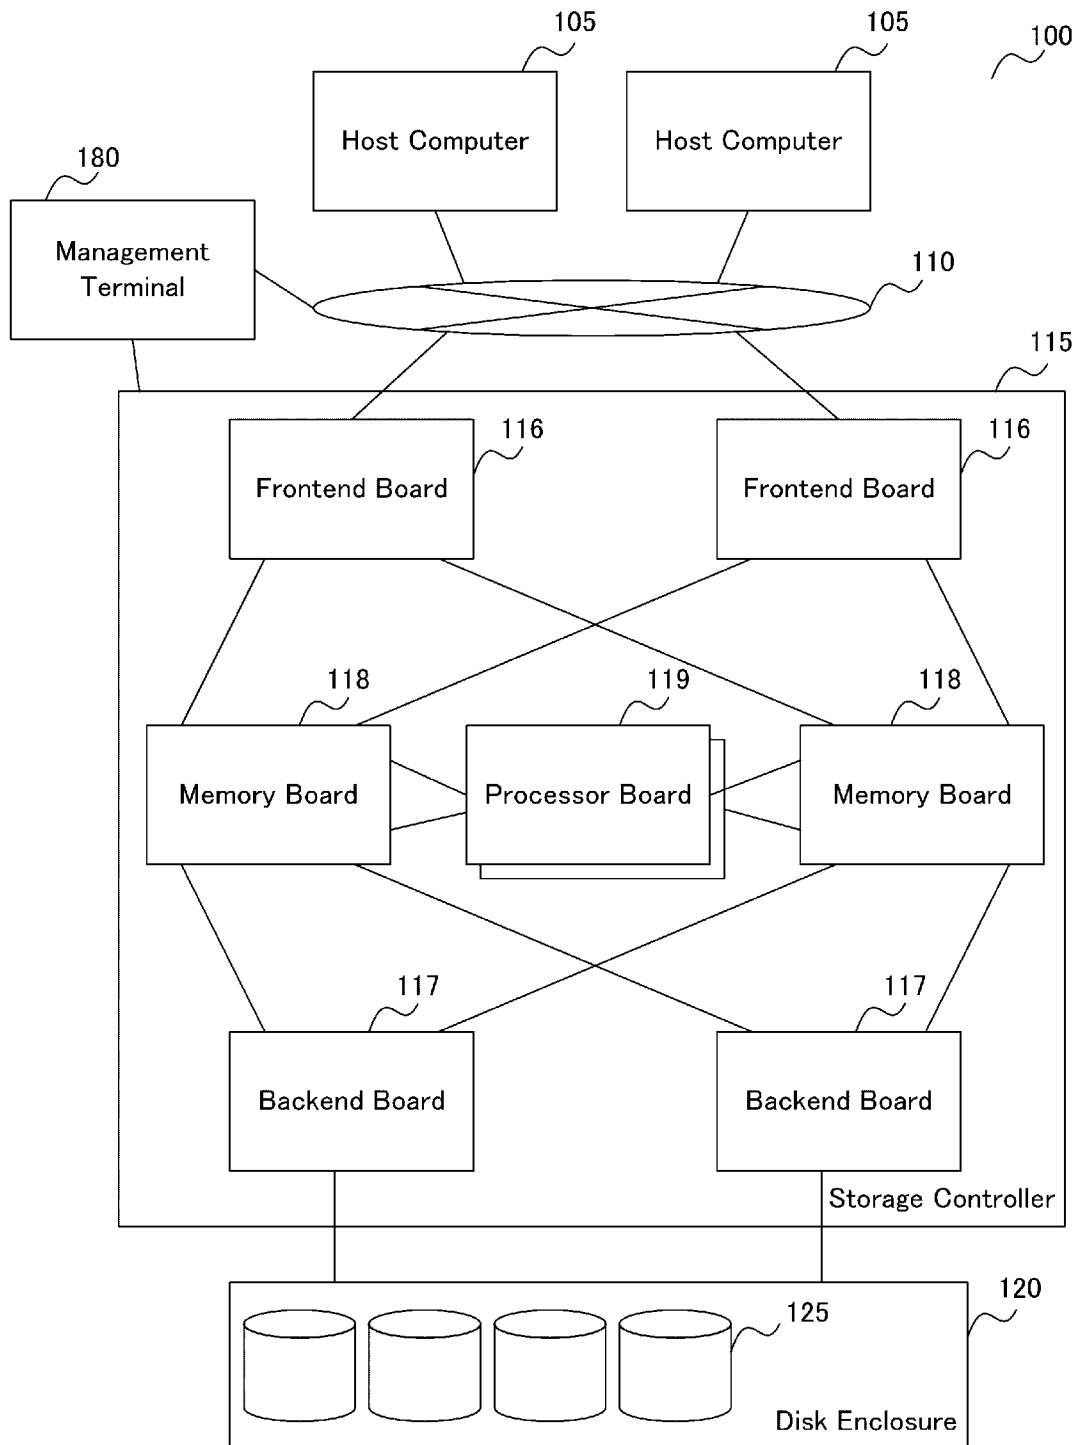 105
105
100
Host Computer
Host Computer
180
Management
Terminal
110
115
116
116
Frontend Board
Frontend Board
118
119
118
Memory Board
Processor Board
Memory Board
117
117
Backend Board
Backend Board
Storage Controller
120
125
Disk Enclosure